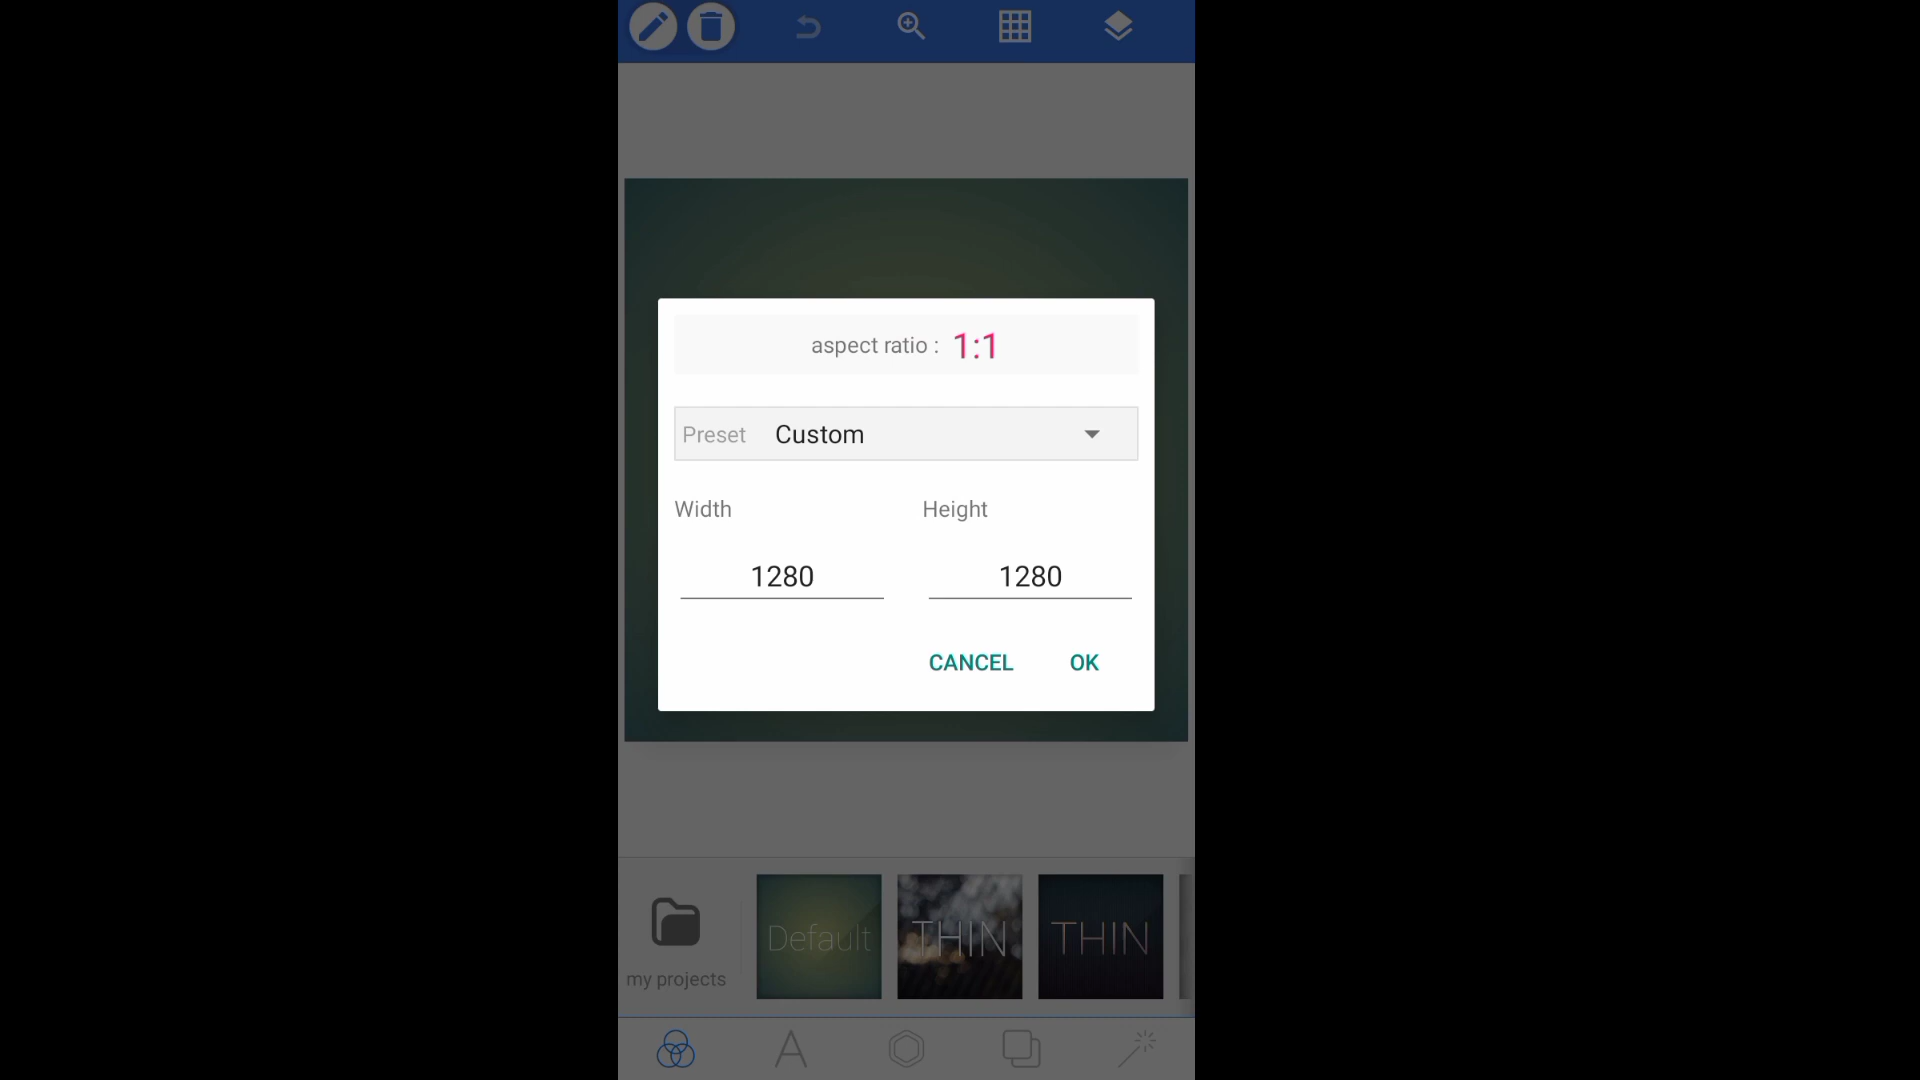 aspect ratio : 1:1
Preset Custom
Width Height
1280 1280
CANCEL OK
my projects Default THIN THIN